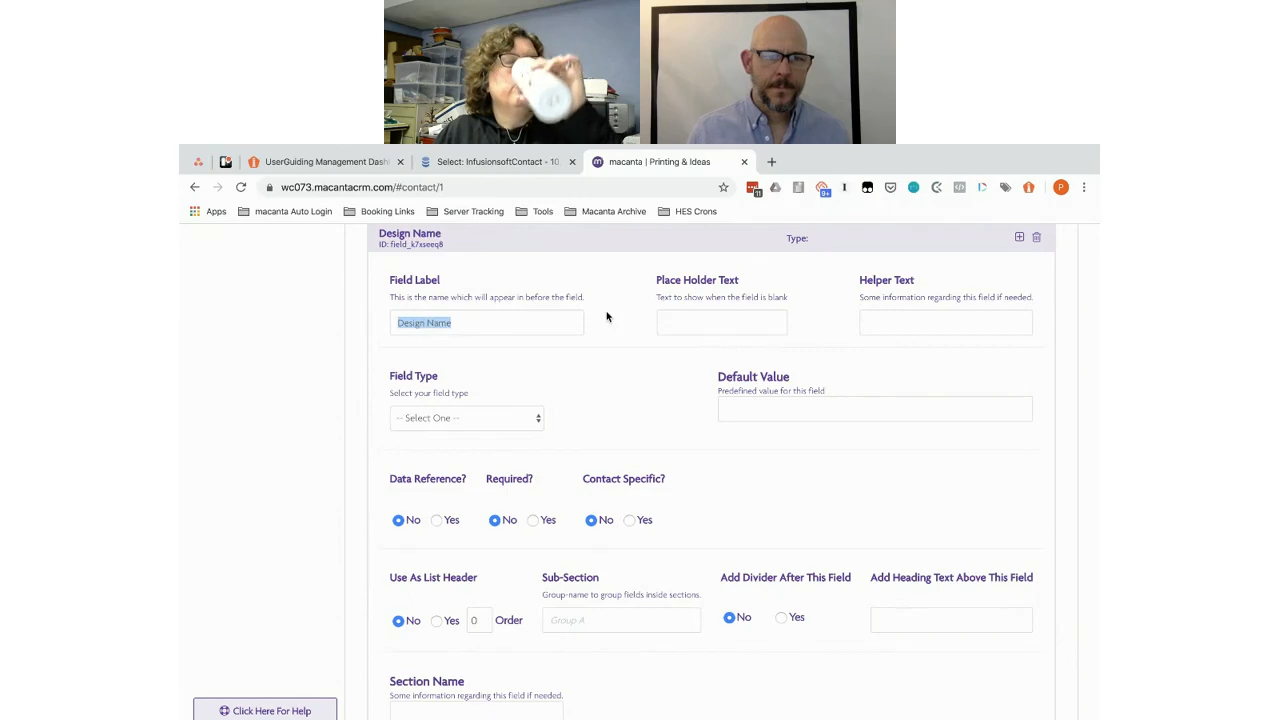 UserGuiding Management Dash
Select: InfusionsoftContact - 10.
macanta | Printing & Ideas
wc073.macantacrm.com/#contact/1
11
9+
P
Apps
macanta Auto Login
Booking Links
Server Tracking
Tools
Macanta Archive
HES Crons
Design Name
ID: field_k7xseeq8
Type:
Field Label
Place Holder Text
Helper Text
This is the name which will appear in before the field.
Text to show when the field is blank
Some information regarding this field if needed.
Design Name
Field Type
Default Value
Select your field type
Predefined value for this field
-- Select One --
Data Reference?
Required?
Contact Specific?
No
Yes
No
Yes
No
Yes
Use As List Header
Sub-Section
Add Divider After This Field
Add Heading Text Above This Field
Group-name to group fields inside sections.
No
Yes
0
Order
Group A
No
Yes
Section Name
Some information regarding this field if needed.
Click Here For Help